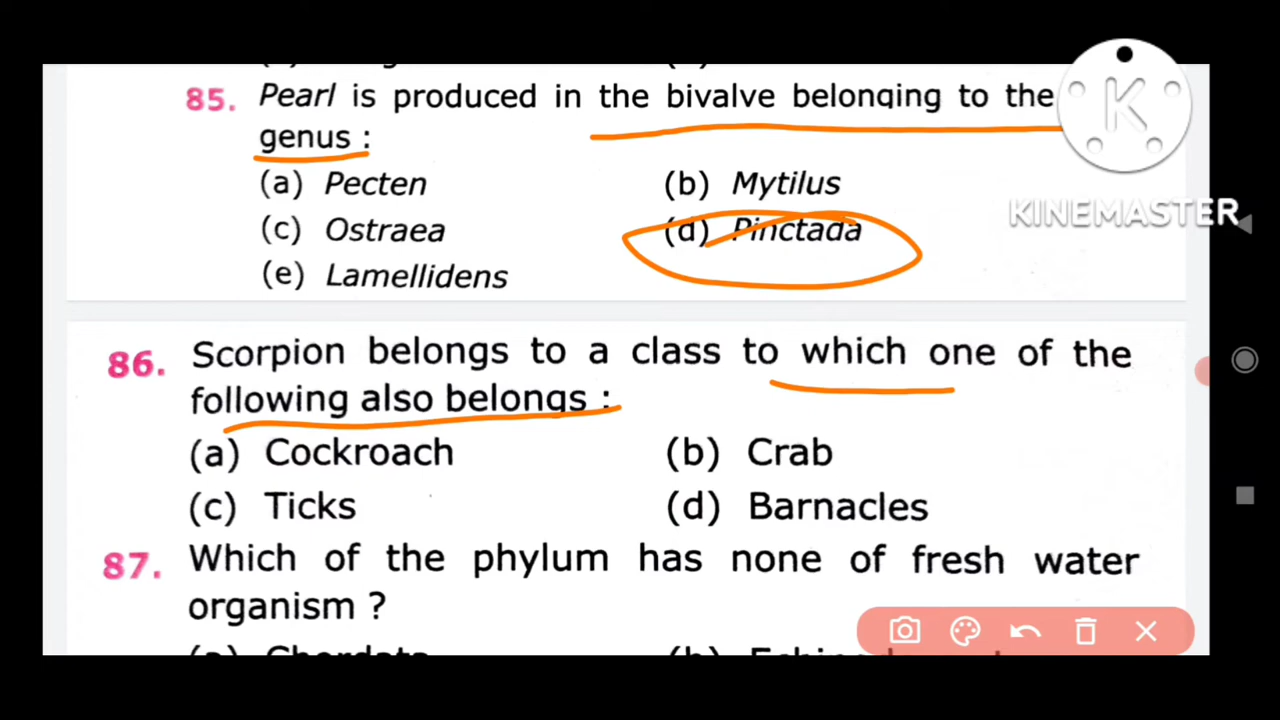 85. Pearl is produced in the bivalve belonging to the
genus :
(a) Pecten (b) Mytilus
(c) Ostraea (d) Pinctada
(e) Lamellidens
KINEMASTER
86. Scorpion belongs to a class to which one of the
following also belongs :
(a) Cockroach (b) Crab
(c) Ticks (d) Barnacles
87. Which of the phylum has none of fresh water
organism ?